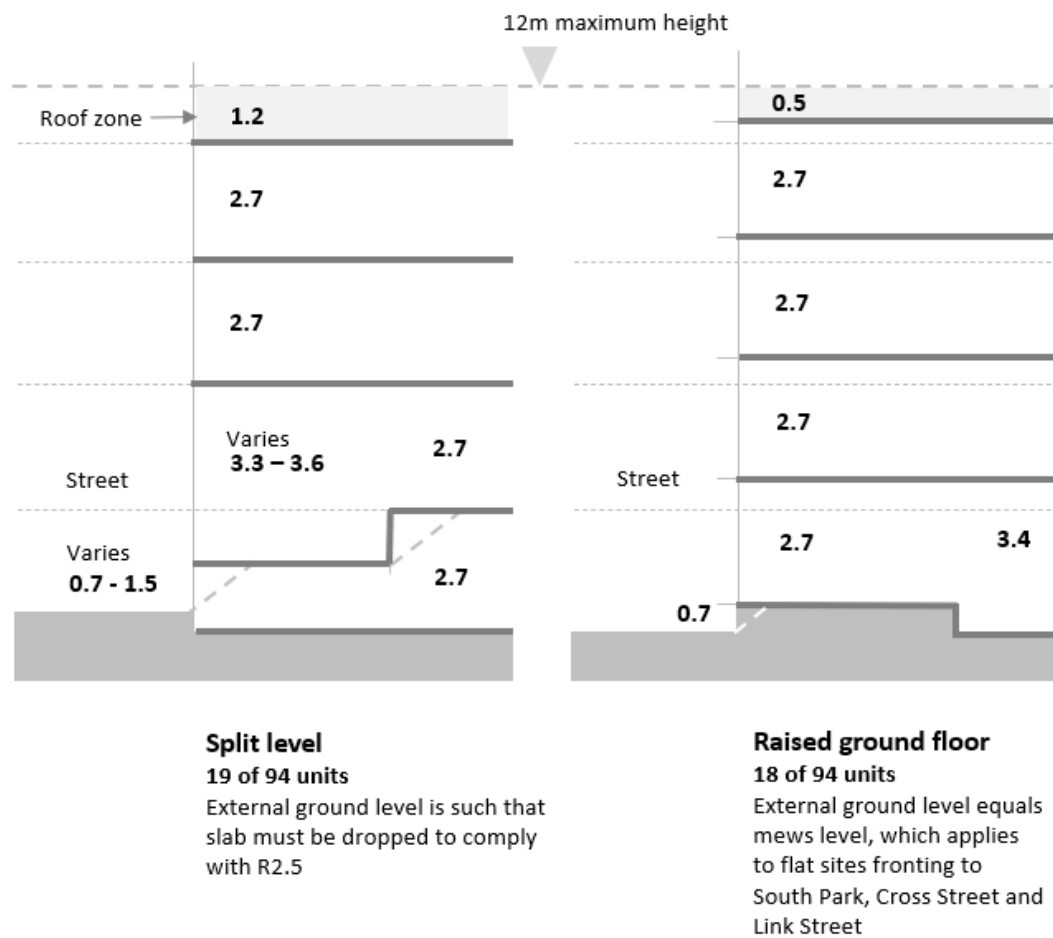 12m maximum height
Roof zone
1.2
2.7
2.7
Varies
3.3 – 3.6
2.7
Street
Varies
0.7 - 1.5
2.7
0.5
2.7
2.7
2.7
Street
2.7
3.4
0.7
Split level
19 of 94 units
External ground level is such that
slab must be dropped to comply
with R2.5
Raised ground floor
18 of 94 units
External ground level equals
mews level, which applies
to flat sites fronting to
South Park, Cross Street and
Link Street